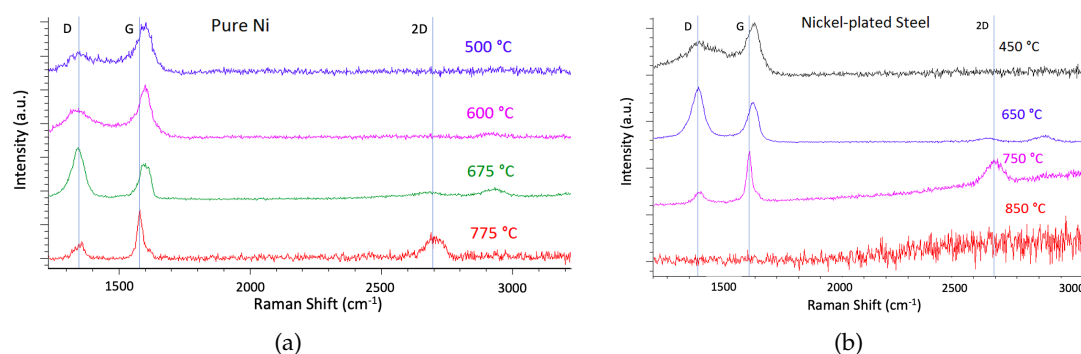 D G Pure Ni 2D
500 °C
600 °C
675 °C
775 °C
Intensity (a.u.)
1500 2000 2500 3000
Raman Shift (cm⁻¹)
(a)
D G Nickel-plated Steel 2D
450 °C
650 °C
750 °C
850 °C
Intensity (a.u.)
1500 2000 2500 3000
Raman Shift (cm⁻¹)
(b)